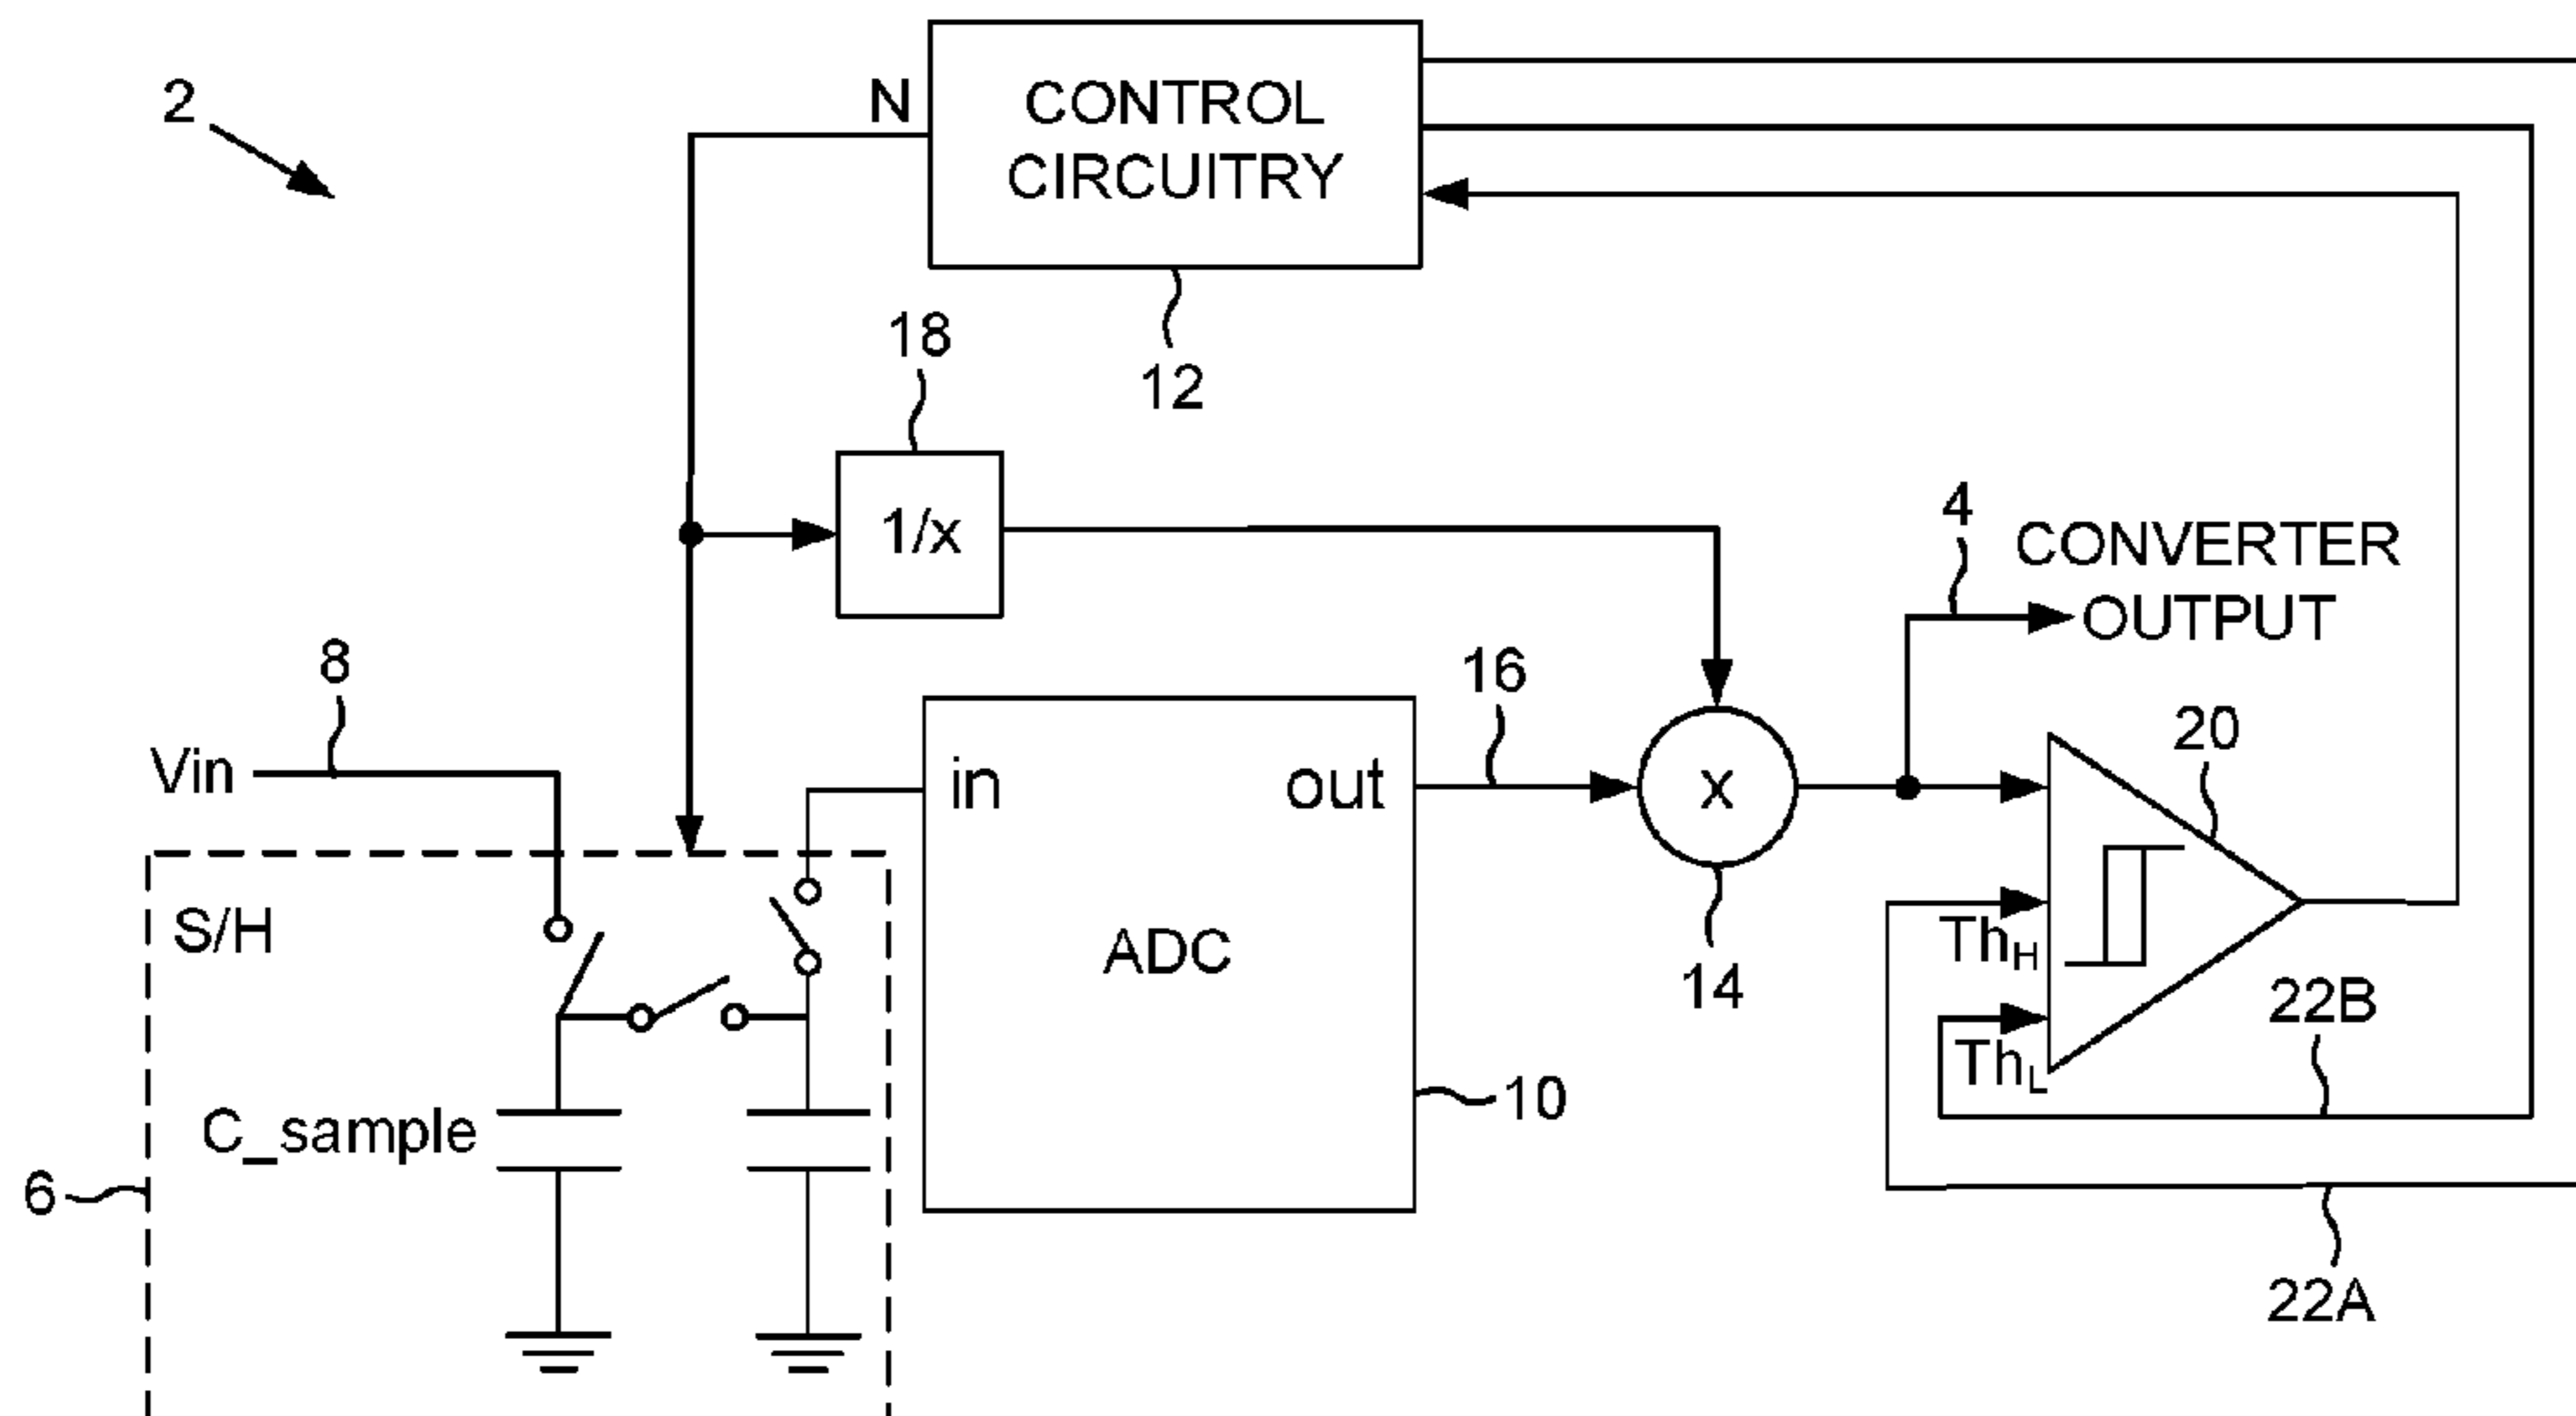 2
N
CONTROL
CIRCUITRY
12
18
1/x
4
CONVERTER
OUTPUT
8
Vin
16
in
out
x
20
S/H
ADC
ThH
14
22B
ThL
C_sample
10
6
22A